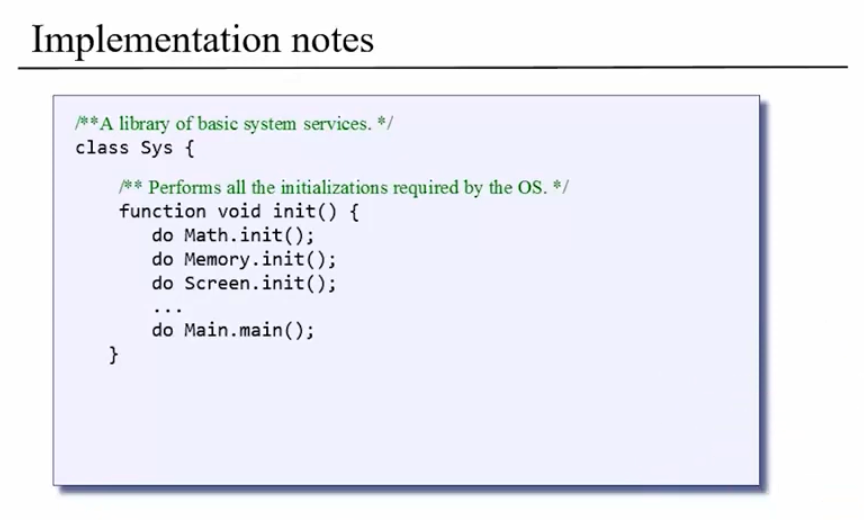 Implementation notes
/**A library of basic system services. */
class Sys {
/** Performs all the initializations required by the OS. */
function void init() {
do Math.init();
do Memory.init();
do Screen.init();
...
do Main.main();
}